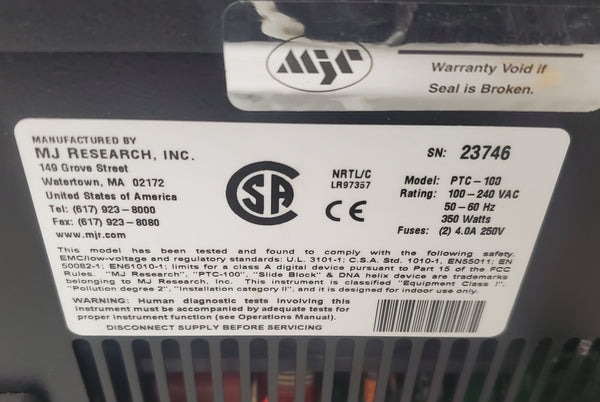 mjr
Warranty Void if
Seal is Broken.
MANUFACTURED BY
MJ RESEARCH, INC.
149 Grove Street
Watertown, MA 02172
United States of America
Tel: (617) 923-8000
Fax: (617) 923-8080
www.mjr.com
CSA
NRTL/C
LR97357
CE
SN: 23746
Model: PTC-100
Rating: 100-240 VAC
50-60 Hz
350 Watts
Fuses: (2) 4.0A 250V
This model has been tested and found to comply with the following safety,
EMC/low-voltage and regulatory standards: U.L. 3101-1; C.S.A. Std. 1010-1, EN55011; EN
50082-1; EN61010-1; limits for class A digital device pursuant to Part 15 of the FCC
Rules. "MJ Research", "PTC-100", "Slide Block" & DNA helix device are trademarks
belonging to MJ Research, Inc. This instrument is classified "Equipment Class I",
"Pollution degree 2", "Installation category II", and it is designed for indoor use only.
WARNING: Human diagnostic tests involving this
instrument must be accompanied by adequate tests for
proper instrument function (see Operations Manual).
DISCONNECT SUPPLY BEFORE SERVICING